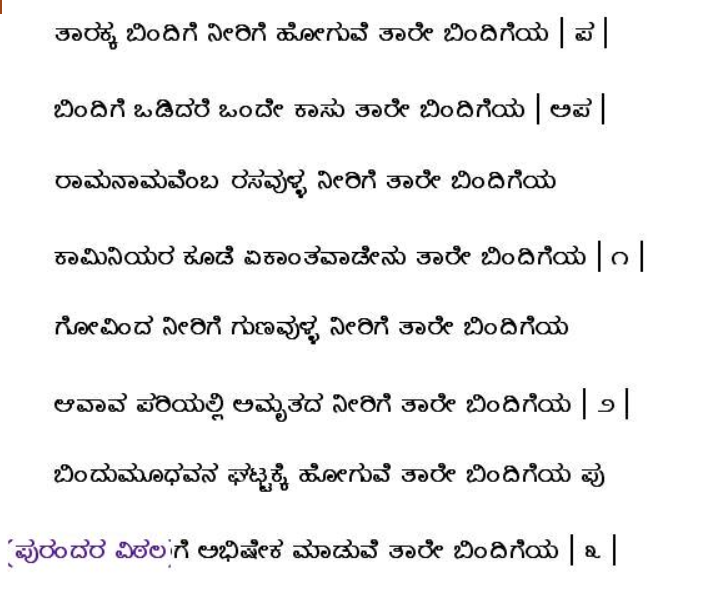 ತಾರಕ್ಕ ಬಿಂದಿಗೆ ನೀರಿಗೆ ಹೋಗುವೆ ತಾರೇ ಬಿಂದಿಗೆಯ | ಪ |
ಬಿಂದಿಗೆ ಒಡಿದರೆ ಒಂದೇ ಕಾಸು ತಾರೇ ಬಿಂದಿಗೆಯ | ಅಪ |
ರಾಮನಾಮವೆಂಬ ರಸವುಳ್ಳ ನೀರಿಗೆ ತಾರೇ ಬಿಂದಿಗೆಯ
ಕಾಮಿನಿಯರ ಕೂಡೆ ಏಕಾಂತವಾಡೇನು ತಾರೇ ಬಿಂದಿಗೆಯ | ೧ |
ಗೋವಿಂದ ನೀರಿಗೆ ಗುಣವುಳ್ಳ ನೀರಿಗೆ ತಾರೇ ಬಿಂದಿಗೆಯ
ಆವಾವ ಪರಿಯಲ್ಲಿ ಅಮೃತದ ನೀರಿಗೆ ತಾರೇ ಬಿಂದಿಗೆಯ | ೨ |
ಬಿಂದುಮೂಧವನ ಘಟ್ಟಕ್ಕೆ ಹೋಗುವೆ ತಾರೇ ಬಿಂದಿಗೆಯ ಪು
(ಪುರಂದರ ವಿಠಲ)ಗೆ ಅಭಿಷೇಕ ಮಾಡುವೆ ತಾರೇ ಬಿಂದಿಗೆಯ | ೩ |